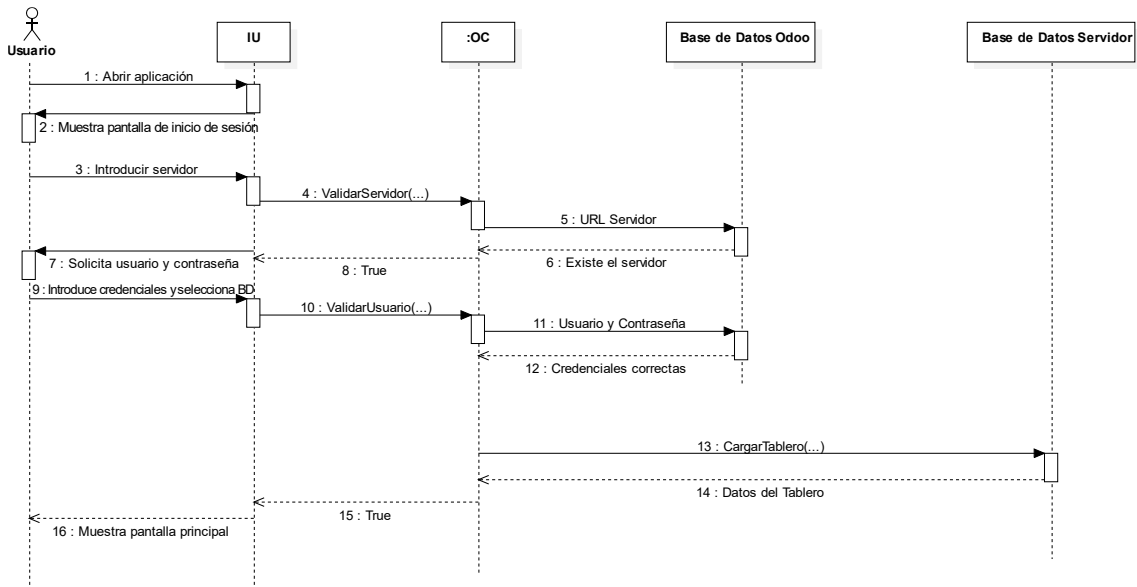 Usuario
IU
:OC
Base de Datos Odoo
Base de Datos Servidor
1 : Abrir aplicación
2 : Muestra pantalla de inicio de sesión
3 : Introducir servidor
4 : ValidarServidor(...)
5 : URL Servidor
6 : Existe el servidor
7 : Solicita usuario y contraseña
8 : True
9 : Introduce credenciales y selecciona BD
10 : ValidarUsuario(...)
11 : Usuario y Contraseña
12 : Credenciales correctas
13 : CargarTablero(...)
14 : Datos del Tablero
15 : True
16 : Muestra pantalla principal